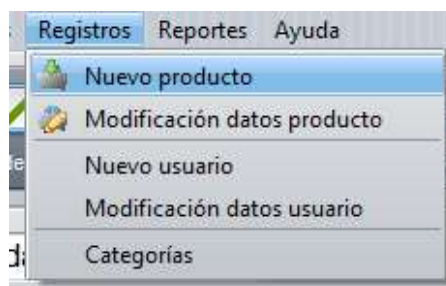 Registros Reportes Ayuda
Nuevo producto
Modificación datos producto
Nuevo usuario
Modificación datos usuario
Categorías